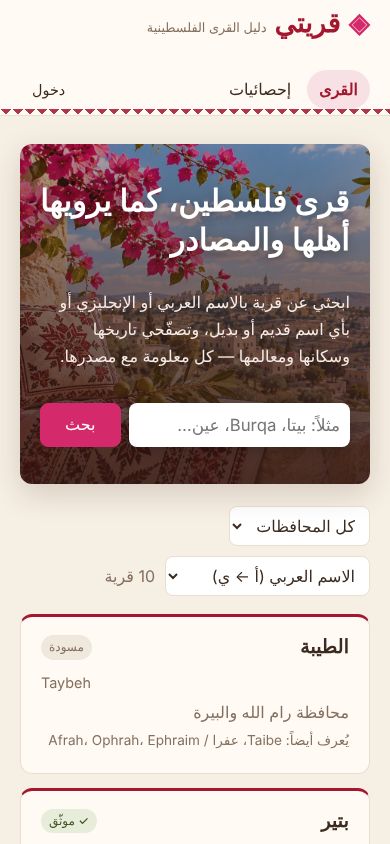 قريتي دليل القرى الفلسطينية
القرى إحصائيات دخول
قرى فلسطين، كما يرويها
أهلها والمصادر
ابحثي عن قرية بالاسم العربي أو الإنجليزي أو
بأي اسم قديم أو بديل، وتصفّحي تاريخها
وسكانها ومعالمها — كل معلومة مع مصدرها.
مثلاً: بيتا، Burqa، عين... بحث
كل المحافظات
الاسم العربي (أ ← ي) 10 قرية
الطيبة مسودة
Taybeh
محافظة رام الله والبيرة
يُعرف أيضاً: Taibe، عفرا / Afrah، Ophrah، Ephraim
بتير ✓ موثّق